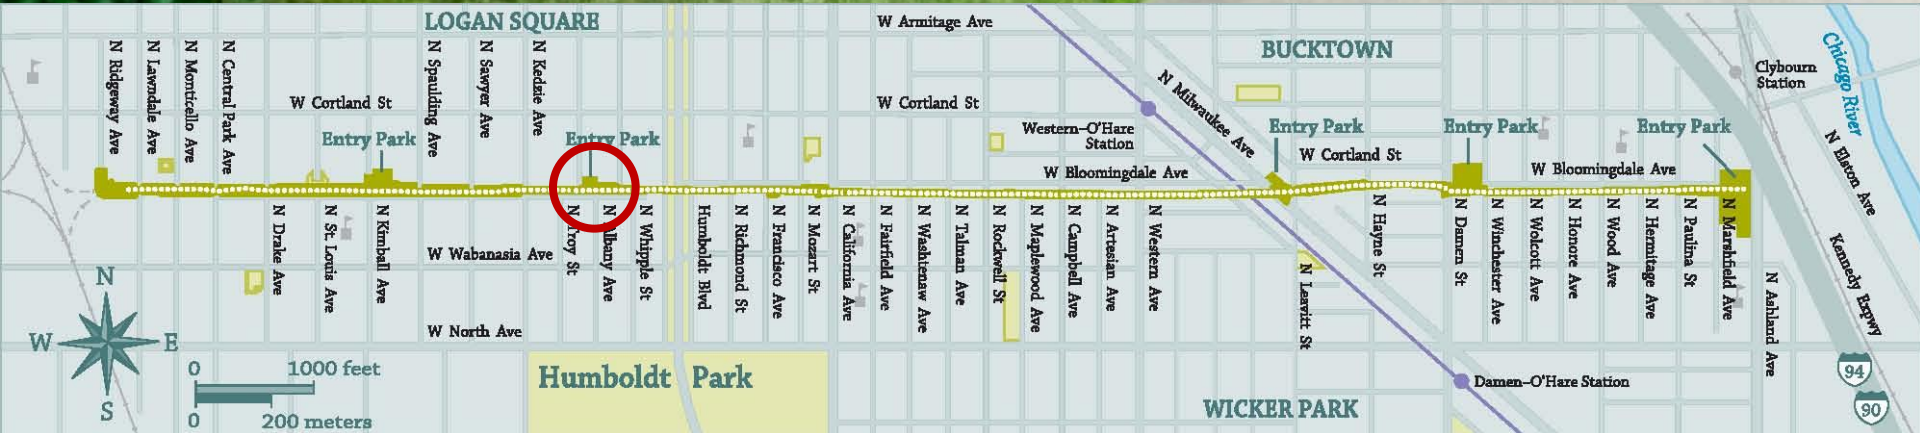 LOGAN SQUARE
W Armitage Ave
BUCKTOWN
Chicago River
Clybourn
Station
N Ridgeway Ave
N Lawndale Ave
N Monticello Ave
N Central Park Ave
W Cortland St
N Spaulding Ave
N Sawyer Ave
N Kedzie Ave
W Cortland St
N Milwaukee Ave
Entry Park
Entry Park
Western–O'Hare
Station
Entry Park
Entry Park
Entry Park
W Cortland St
W Bloomingdale Ave
W Bloomingdale Ave
N Elston Ave
N Drake Ave
N St. Louis Ave
N Kimball Ave
W Wabanasia Ave
N Troy St
N Albany Ave
N Whipple St
Humboldt Blvd
N Richmond St
N Francisco Ave
N Mozart St
N California Ave
N Fairfield Ave
N Washtenaw Ave
N Talman Ave
N Rockwell St
N Maplewood Ave
N Campbell Ave
N Artesian Ave
N Western Ave
N Leavitt St
N Hayne St
N Damen St
N Winchester Ave
N Wolcott Ave
N Honore Ave
N Wood Ave
N Hermitage Ave
N Paulina St
N Marshfield Ave
N Ashland Ave
Kennedy Expwy
N
W E
S
W North Ave
0 1000 feet
0 200 meters
Humboldt Park
WICKER PARK
Damen–O'Hare Station
94
90